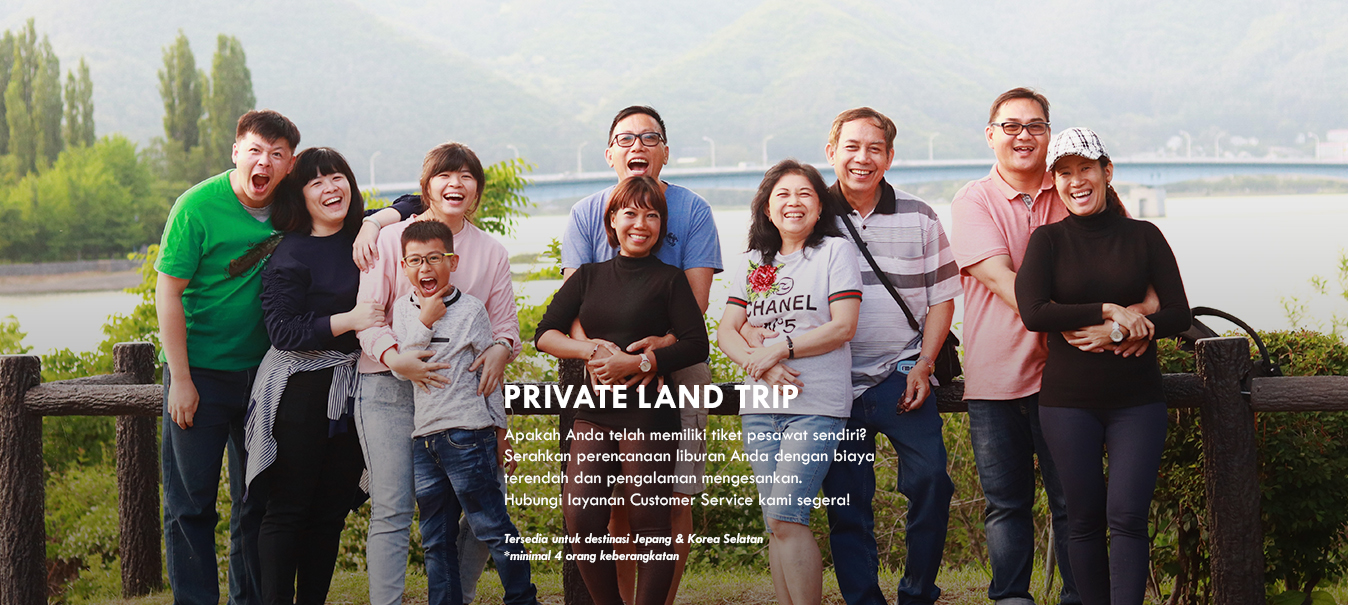 CHANEL
PRIVATE LAND TRIP
Apakah Anda telah memiliki tiket pesawat sendiri?
Serahkan perencanaan liburan Anda dengan biaya
terendah dan pengalaman mengesankan.
Hubungi layanan Customer Service kami segera!
Tersedia untuk destinasi Jepang & Korea Selatan
*minimal 4 orang keberangkatan